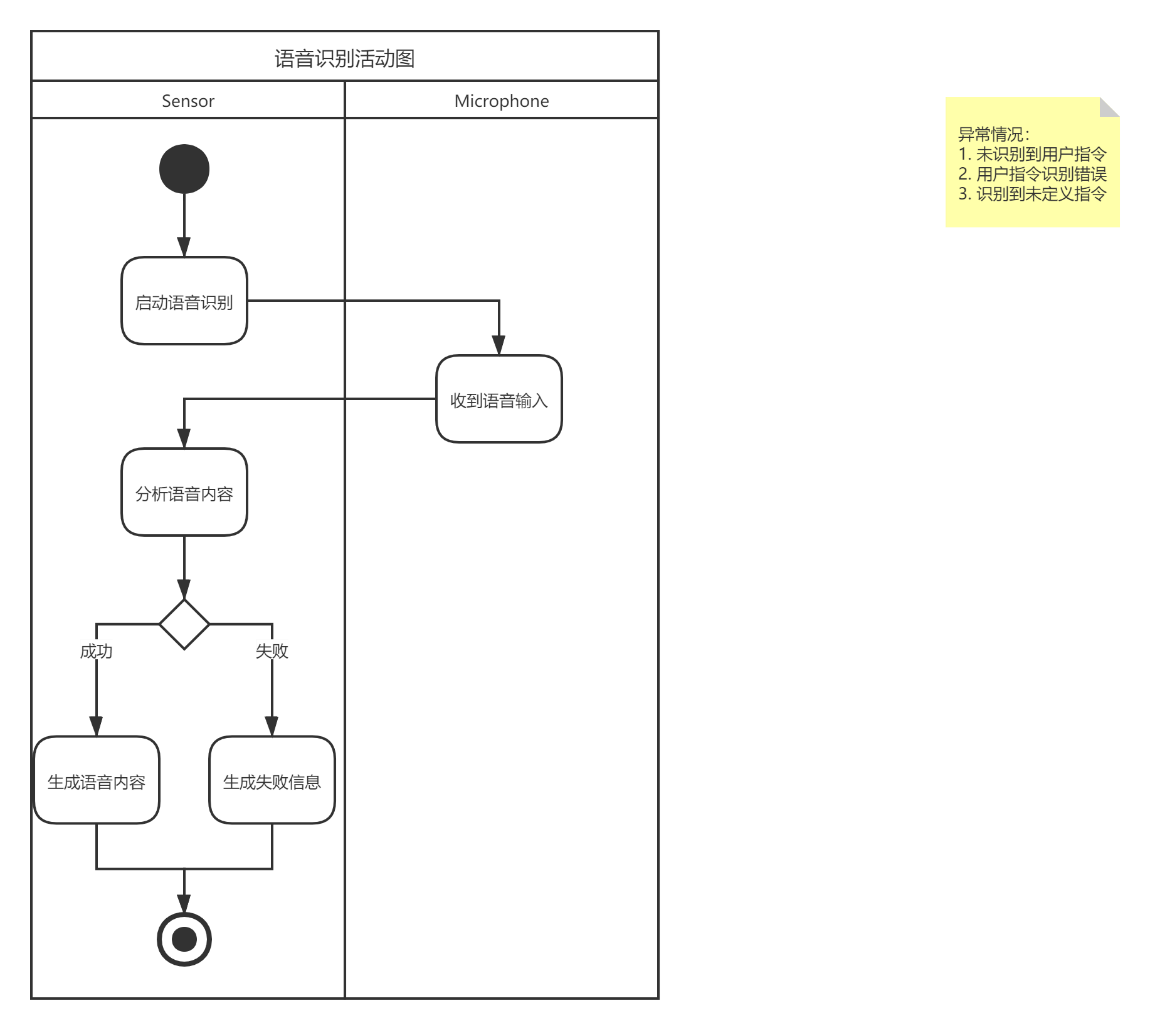 语音识别活动图
Sensor
Microphone
启动语音识别
收到语音输入
分析语音内容
成功
失败
生成语音内容
生成失败信息
异常情况：
1. 未识别到用户指令
2. 用户指令识别错误
3. 识别到未定义指令